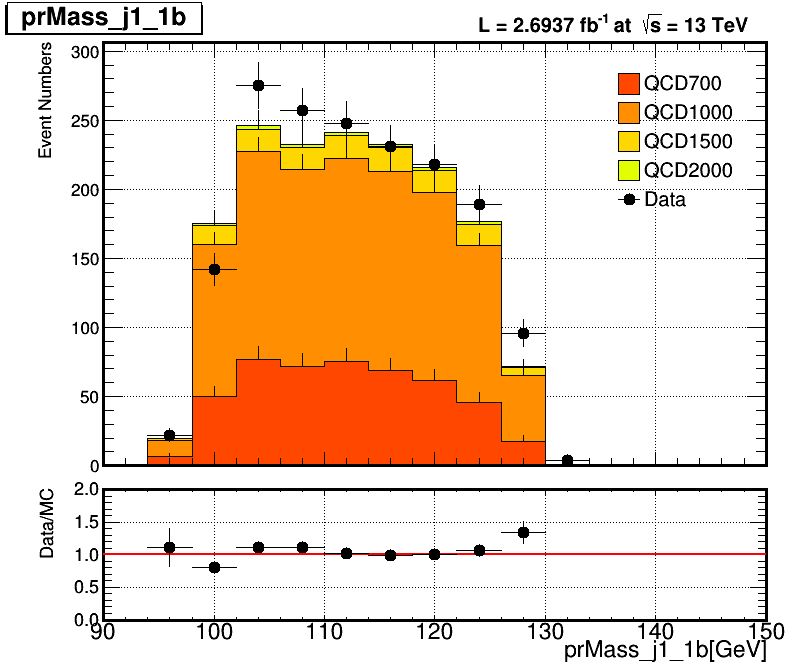 prMass_j1_1b
L = 2.6937 fb-1 at √s = 13 TeV
Event Numbers
300
250
200
150
100
50
0
QCD700
QCD1000
QCD1500
QCD2000
Data
Data/MC
2.0
1.5
1.0
0.5
0.0
90 100 110 120 130 140 150
prMass_j1_1b[GeV]